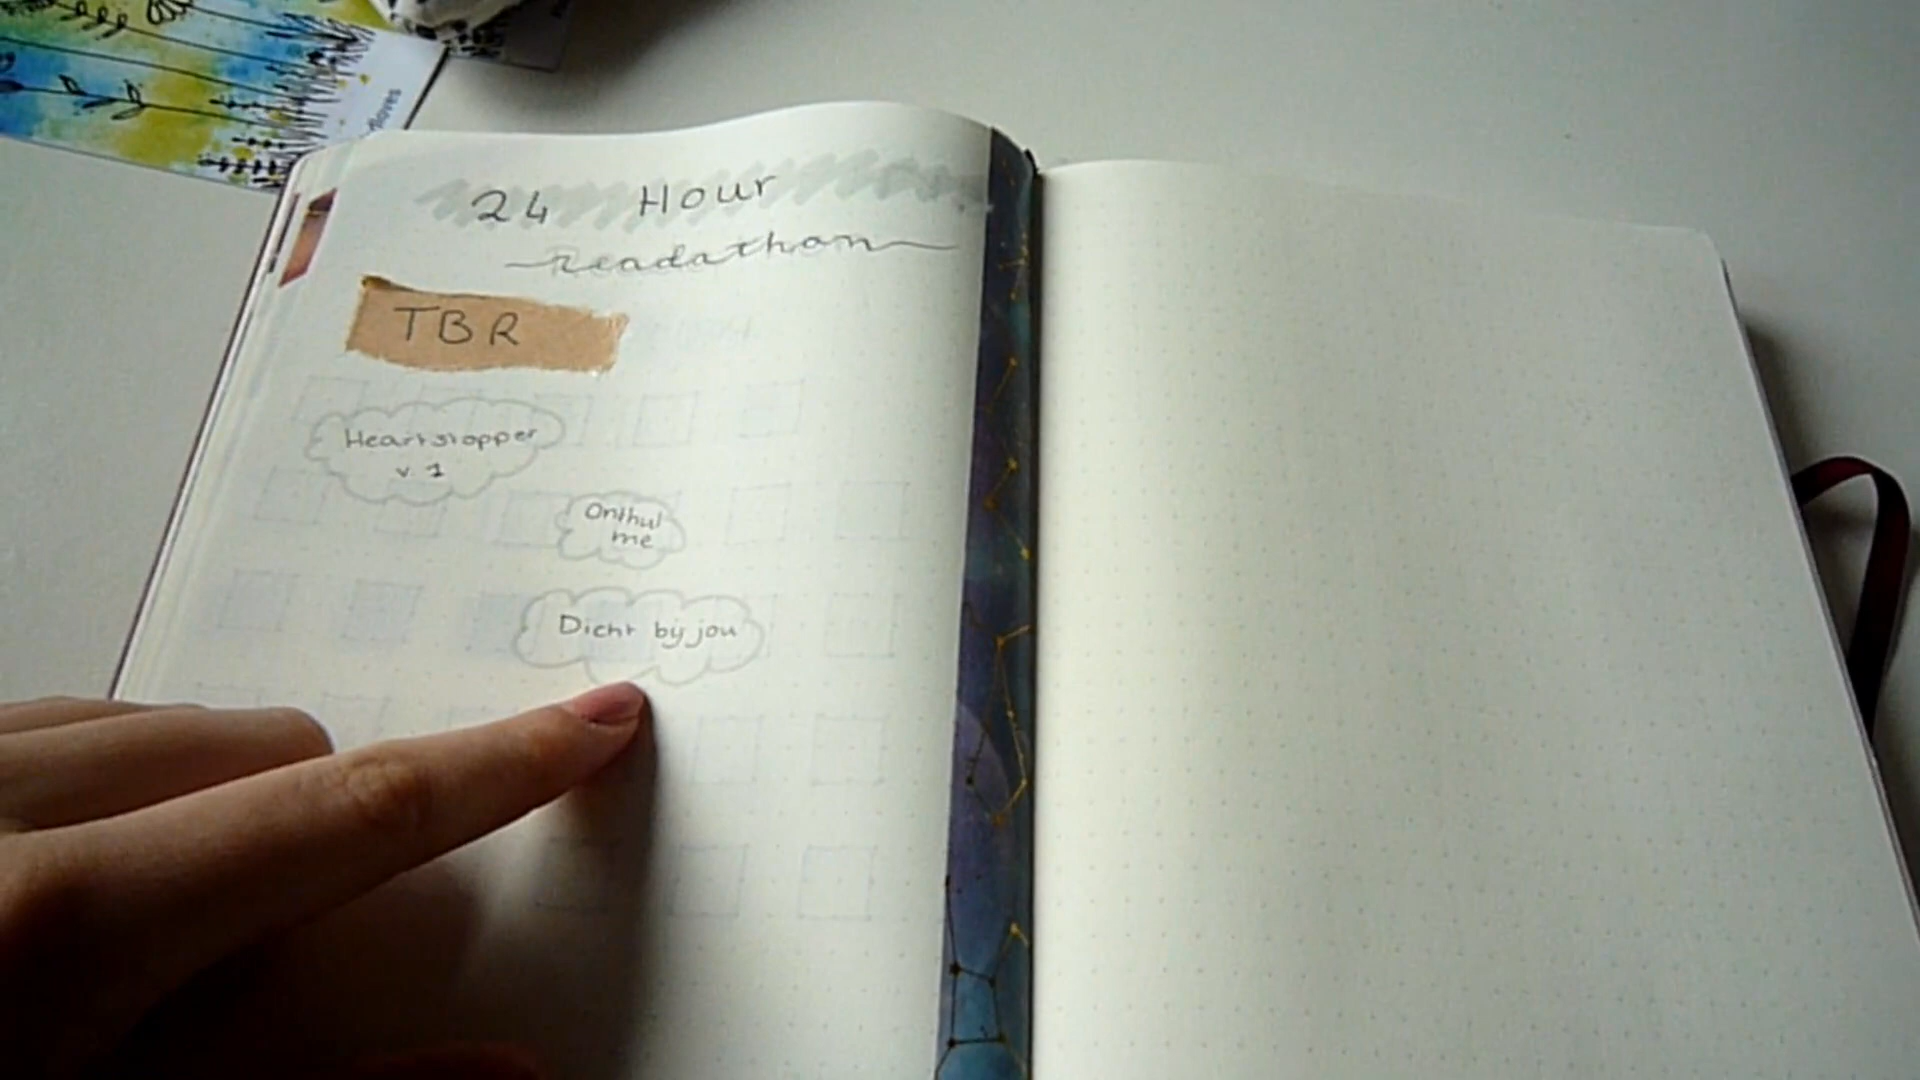 24 Hour
Readathon
TBR
Heartstopper
v. 1
Onthul
me
Dicht bij jou